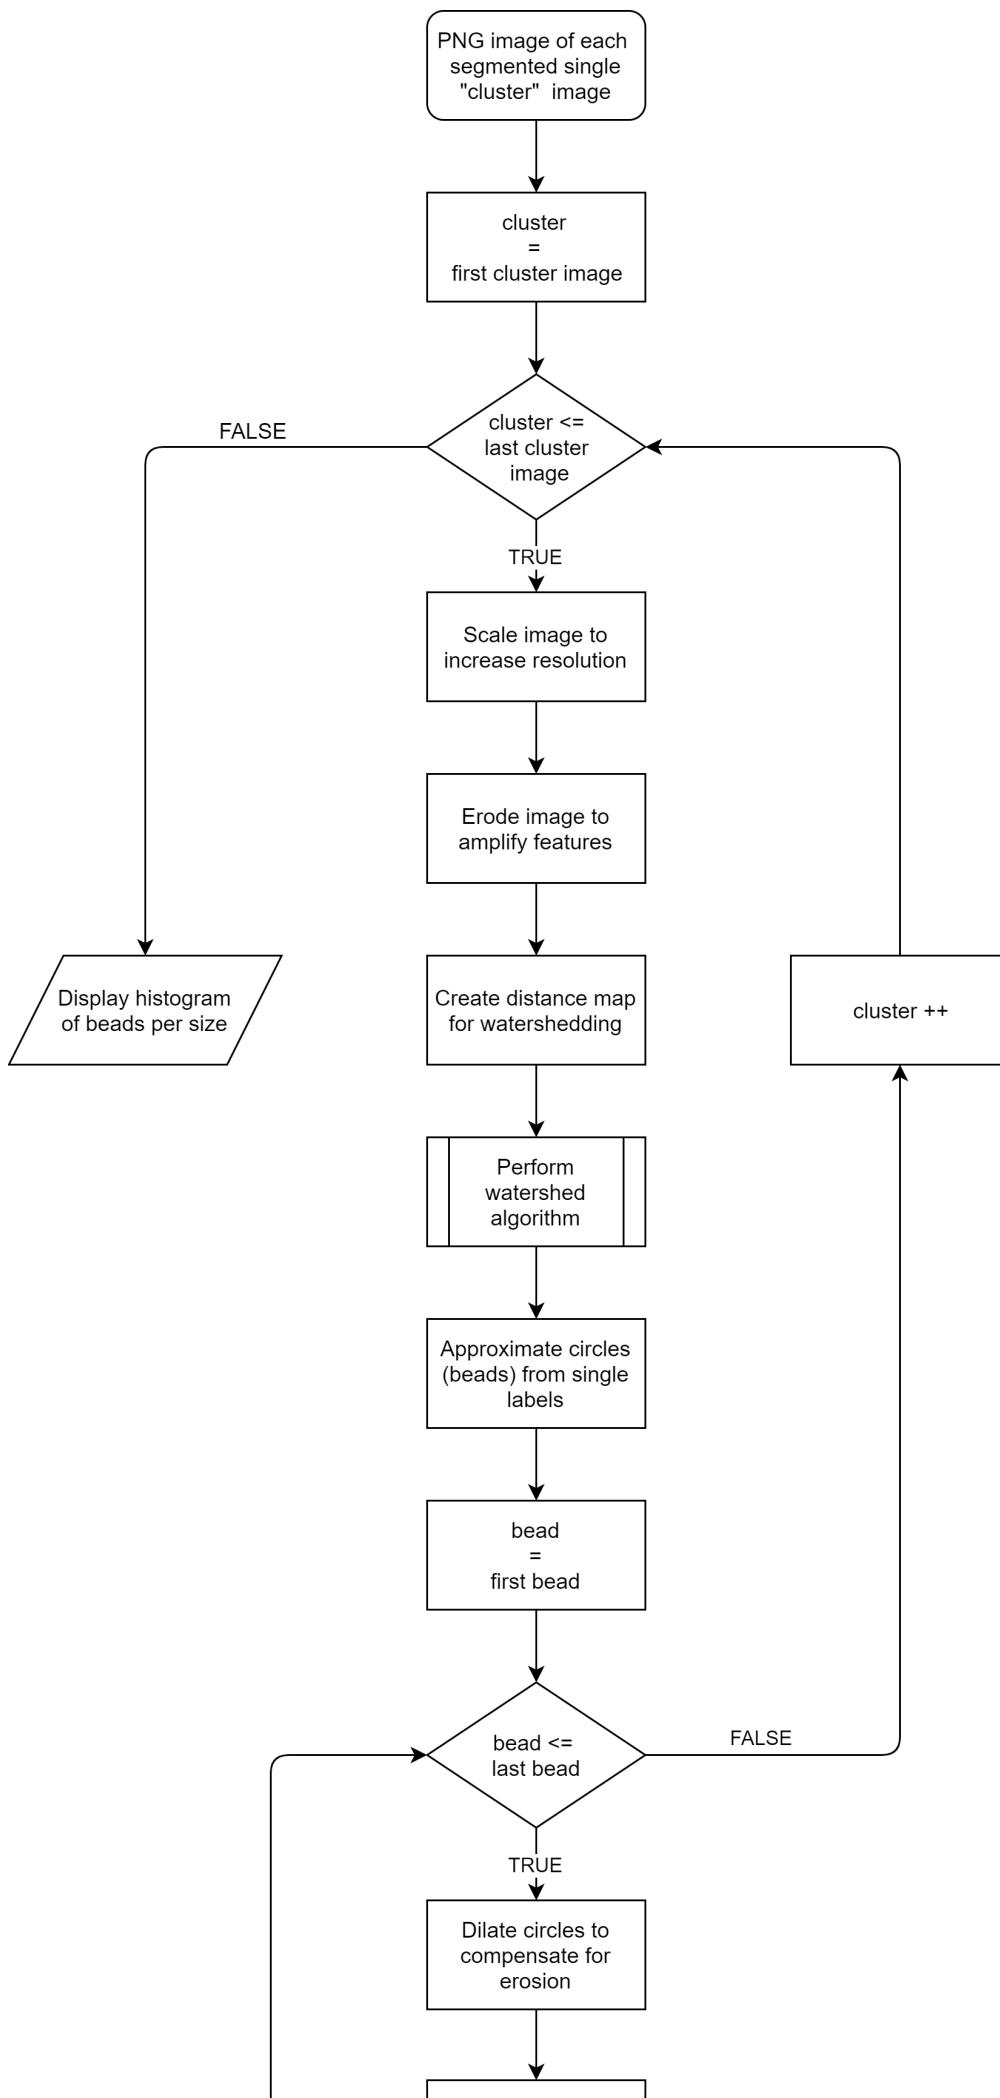 PNG image of each
segmented single
"cluster" image
cluster
=
first cluster image
cluster <=
last cluster
image
FALSE
TRUE
Scale image to
increase resolution
Erode image to
amplify features
Display histogram
of beads per size
Create distance map
for watershedding
cluster ++
Perform
watershed
algorithm
Approximate circles
(beads) from single
labels
bead
=
first bead
bead <=
last bead
FALSE
TRUE
Dilate circles to
compensate for
erosion